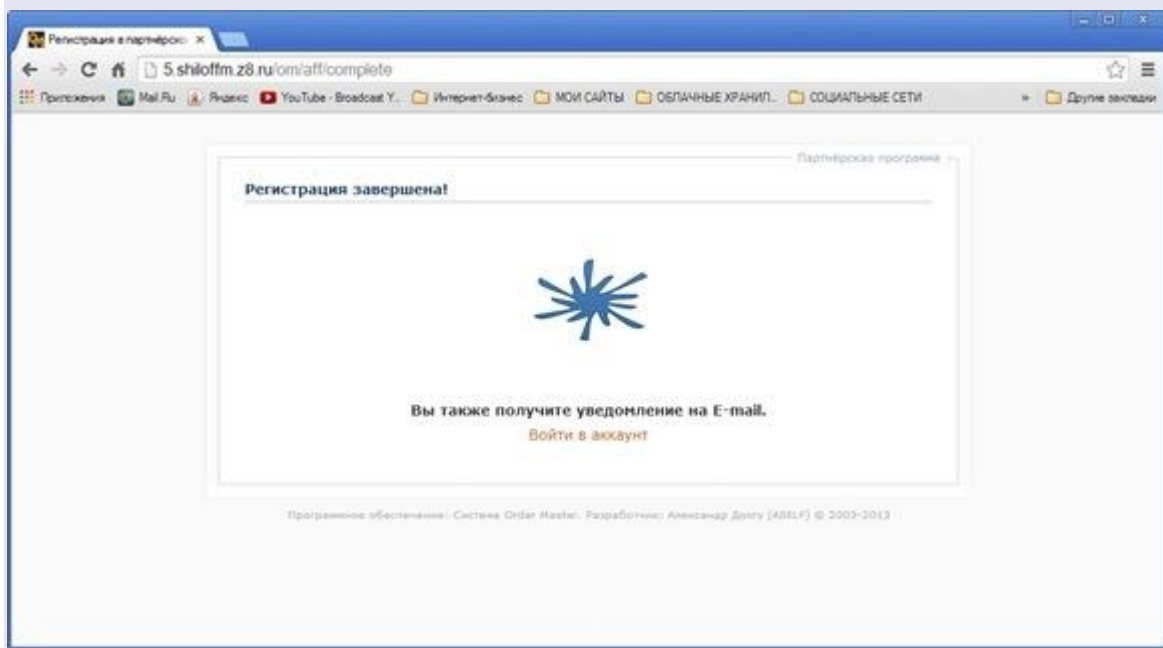 Регистрация в партнёрско
5.shiloffm.z8.ru/om/aff/complete
Приложения Mail.Ru Яндекс YouTube - Broadcast Y... Интернет-бизнес МОИ САЙТЫ ОБЛАЧНЫЕ ХРАНИЛ... СОЦИАЛЬНЫЕ СЕТИ » Другие закладки
Партнёрская программа
Регистрация завершена!
Вы также получите уведомление на E-mail.
Войти в аккаунт
Программное обеспечение: Система Order Master. Разработчик: Александр Долгу (ADELF) © 2003-2013